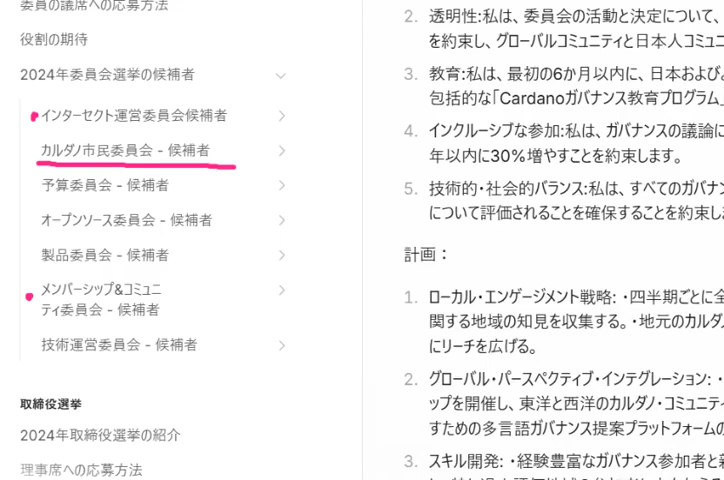 委員の議席への応募方法
役割の期待
2024年委員会選挙の候補者
インターセクト運営委員会候補者
カルダノ市民委員会 - 候補者
予算委員会 - 候補者
オープンソース委員会 - 候補者
製品委員会 - 候補者
メンバーシップ&コミュニ
ティ委員会 - 候補者
技術運営委員会 - 候補者
取締役選挙
2024年取締役選挙の紹介
理事席への応募方法
2. 透明性:私は、委員会の活動と決定について、
を約束し、グローバルコミュニティと日本人コミュニ
3. 教育:私は、最初の6か月以内に、日本および
包括的な「Cardanoガバナンス教育プログラム」
4. インクルーシブな参加:私は、ガバナンスの議論に
年以内に30%増やすことを約束します。
5. 技術的・社会的バランス:私は、すべてのガバナン
について評価されることを確保することを約束し
計画：
1. ローカル・エンゲージメント戦略: ・四半期ごとに全
関する地域の知見を収集する。・地元のカルダ
にリーチを広げる。
2. グローバル・パースペクティブ・インテグレーション: ・
ップを開催し、東洋と西洋のカルダノ・コミュニティ
すための多言語ガバナンス提案プラットフォームの
3. スキル開発: ・経験豊富なガバナンス参加者と